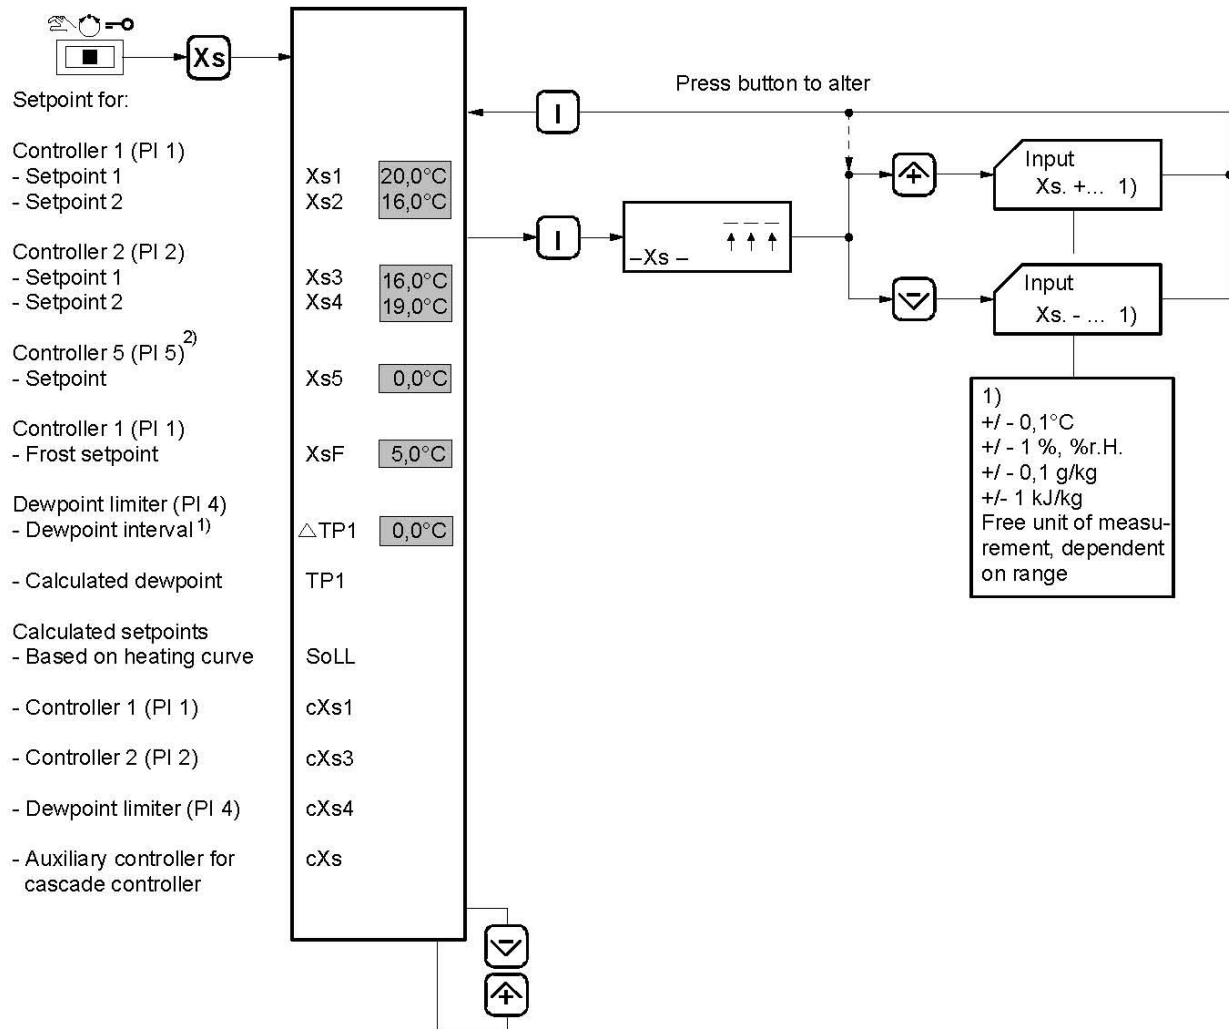 Xs
Setpoint for:
Press button to alter
I
Controller 1 (PI 1)
- Setpoint 1 Xs1 20,0°C
- Setpoint 2 Xs2 16,0°C
+
Input
Xs. +... 1)
I
–Xs –
Controller 2 (PI 2)
- Setpoint 1 Xs3 16,0°C
- Setpoint 2 Xs4 19,0°C
-
Input
Xs. - ... 1)
Controller 5 (PI 5) 2)
- Setpoint Xs5 0,0°C
Controller 1 (PI 1)
- Frost setpoint XsF 5,0°C
Dewpoint limiter (PI 4)
- Dewpoint interval 1) △TP1 0,0°C
- Calculated dewpoint TP1
Calculated setpoints
- Based on heating curve SoLL
- Controller 1 (PI 1) cXs1
- Controller 2 (PI 2) cXs3
- Dewpoint limiter (PI 4) cXs4
- Auxiliary controller for cXs
cascade controller
1)
+/ - 0,1°C
+/ - 1 %, %r.H.
+/ - 0,1 g/kg
+/- 1 kJ/kg
Free unit of measu-
rement, dependent
on range
-
+